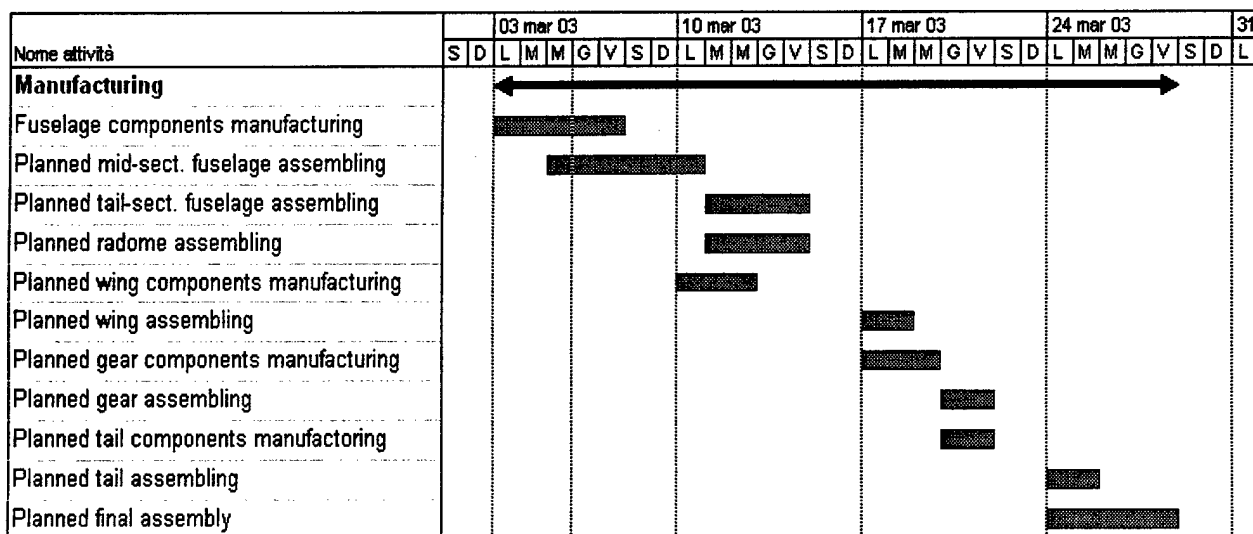 03 mar 03 10 mar 03 17 mar 03 24 mar 03 31
Nome attività S D L M M G V S D L M M G V S D L M M G V S D L M M G V S D L
Manufacturing
Fuselage components manufacturing
Planned mid-sect. fuselage assembling
Planned tail-sect. fuselage assembling
Planned radome assembling
Planned wing components manufacturing
Planned wing assembling
Planned gear components manufacturing
Planned gear assembling
Planned tail components manufactoring
Planned tail assembling
Planned final assembly